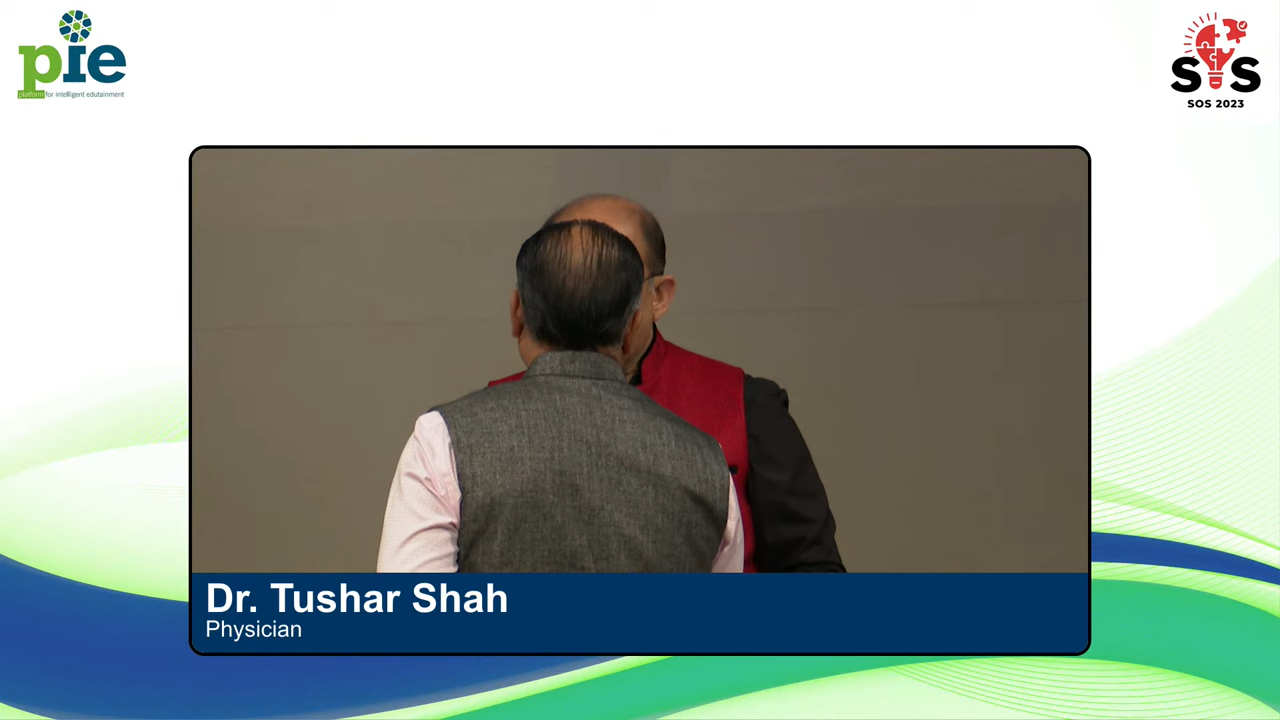 pie
platform for intelligent edutainment
SOS
SOS 2023
Dr. Tushar Shah
Physician